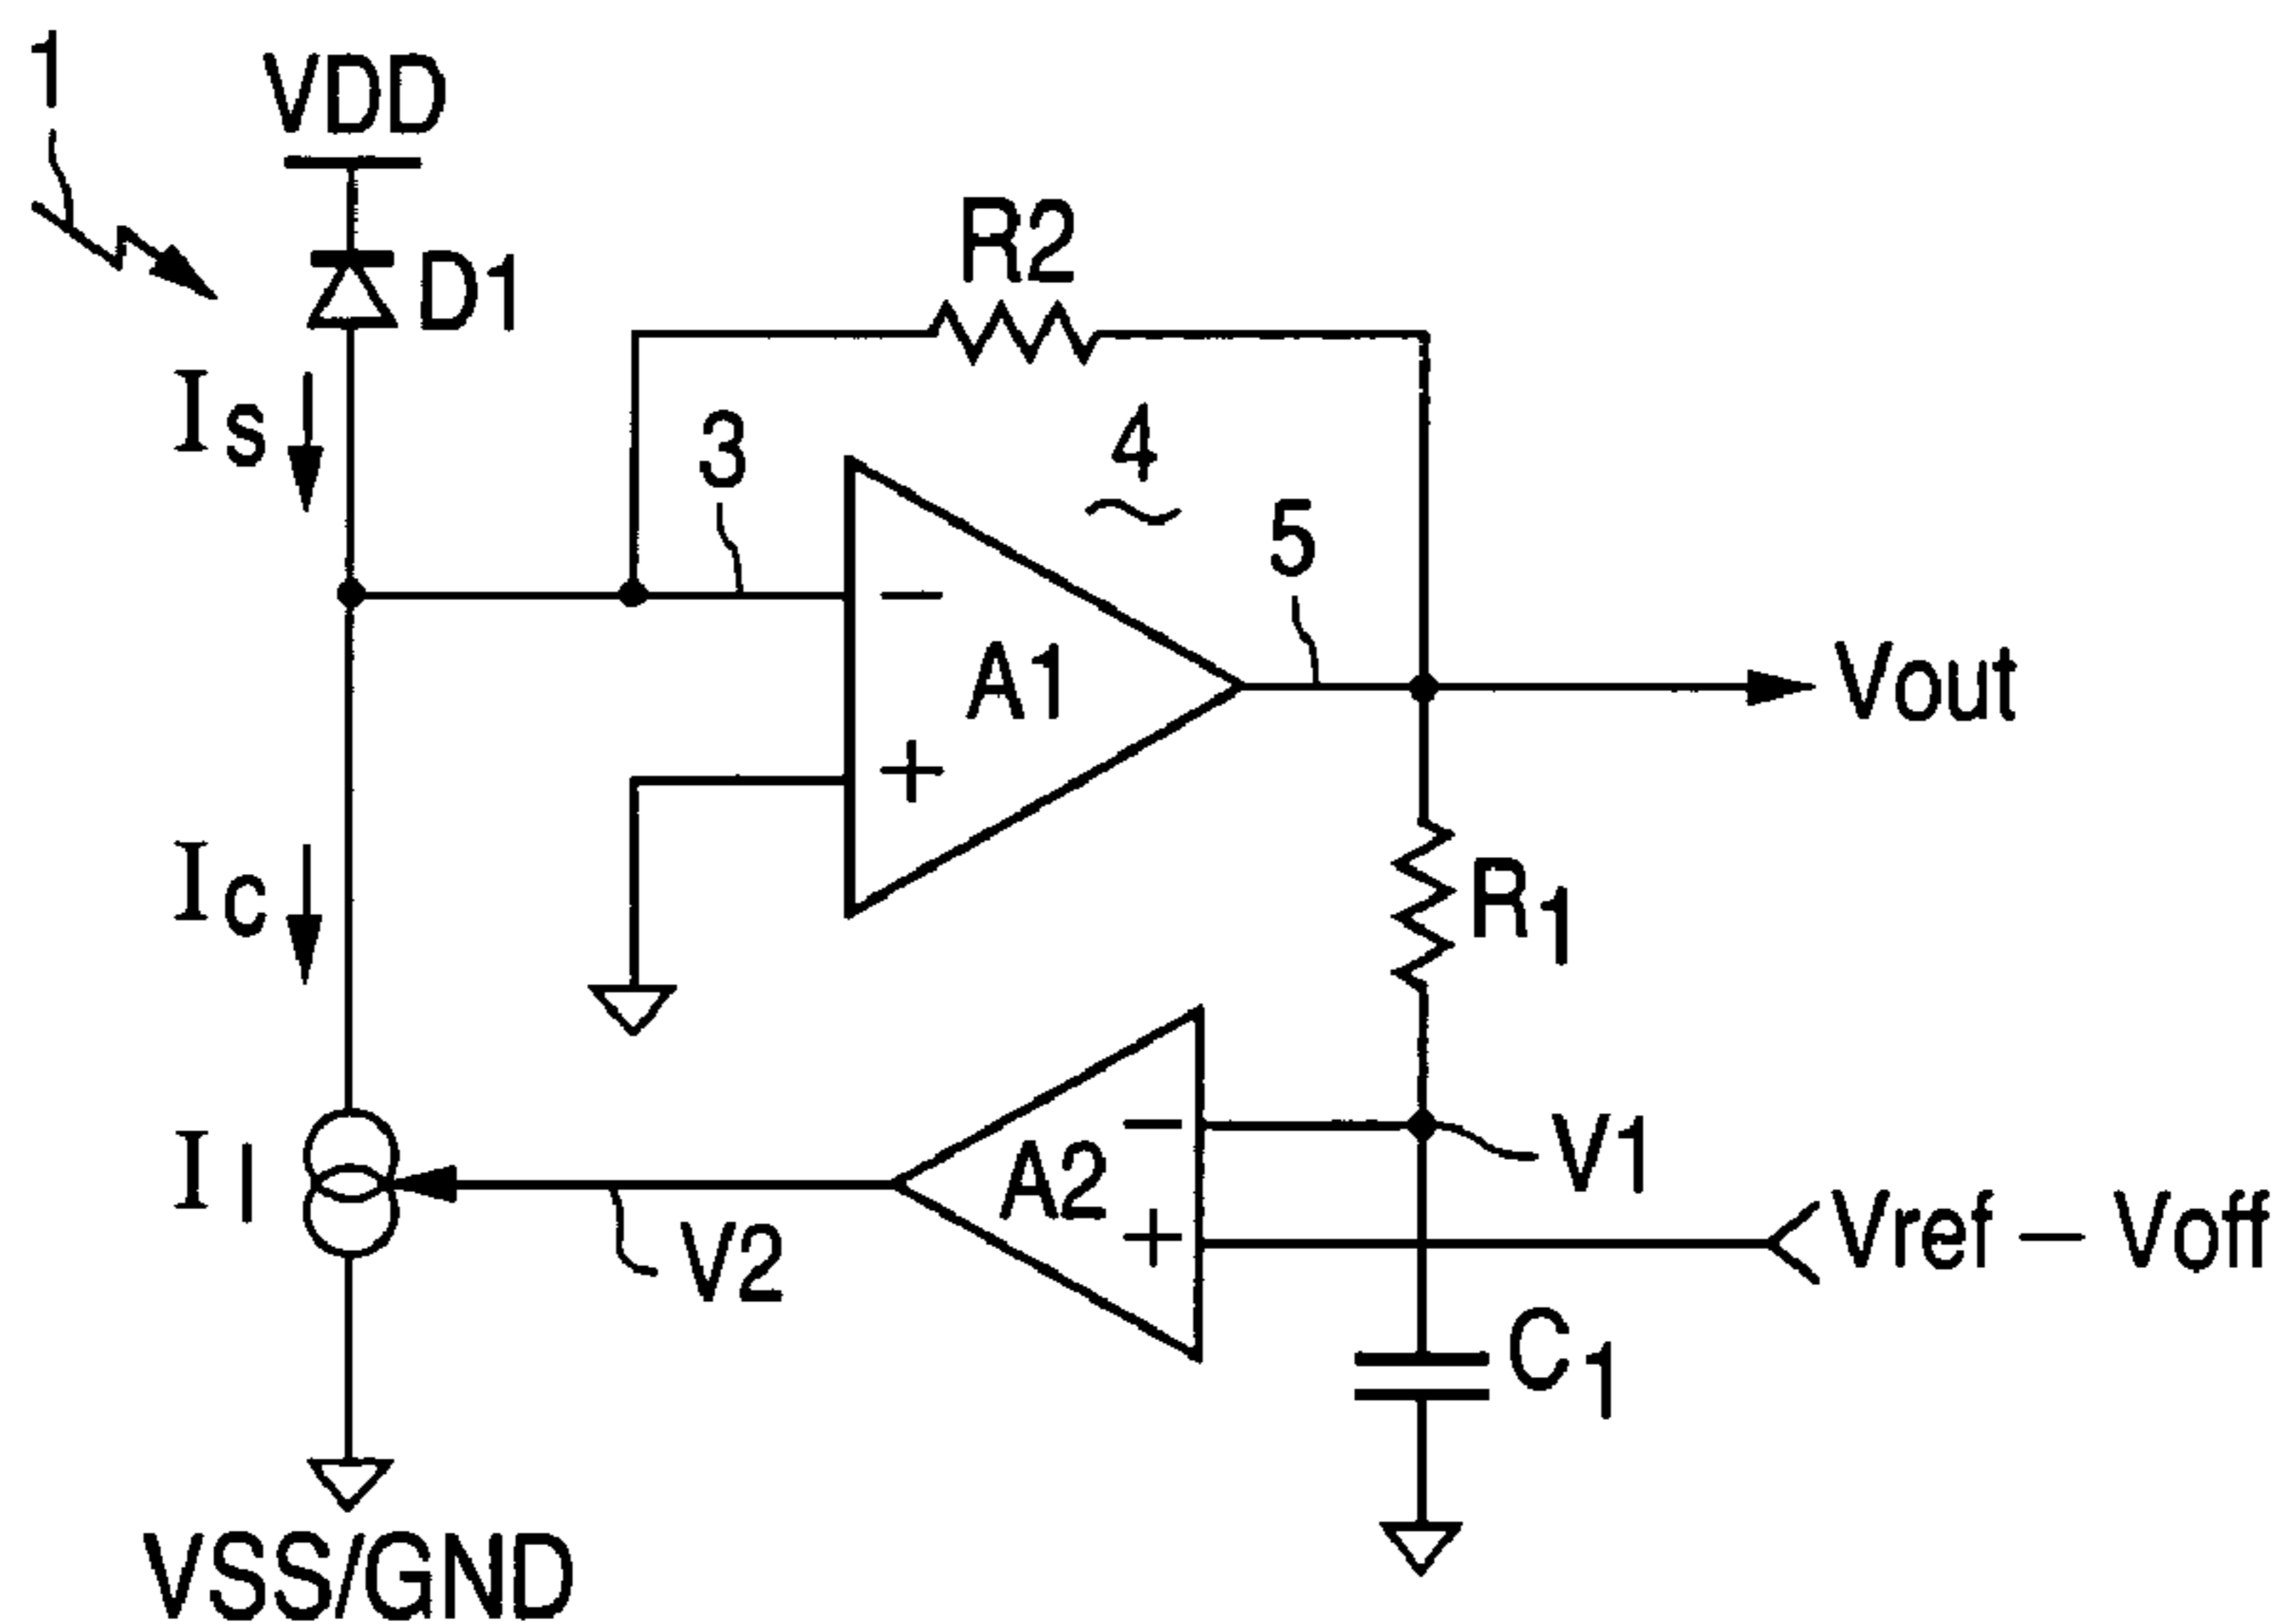 1
VDD
D1
R2
Is
3
4
5
−
A1
+
Vout
Ic
R1
I1
−
A2
+
V1
V2
Vref − Voff
C1
VSS/GND